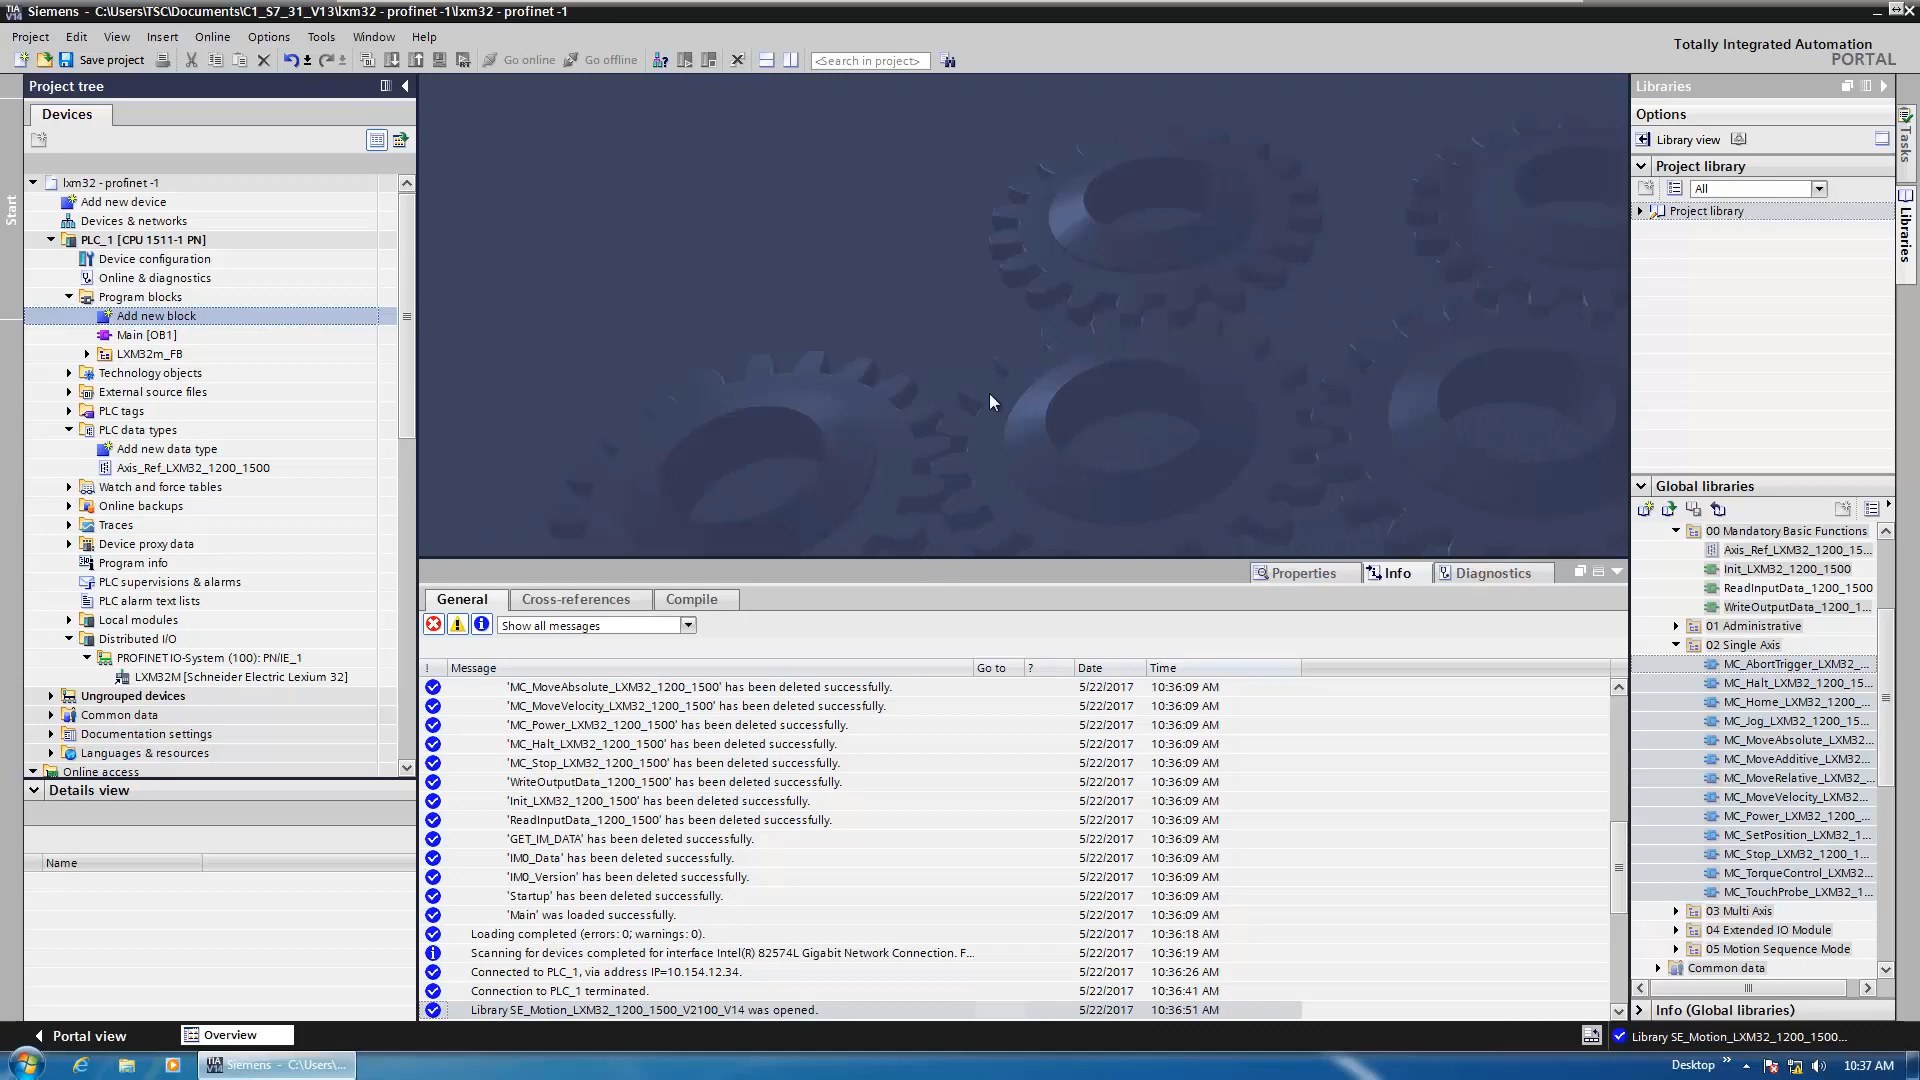 Siemens - C:\Users\TSC\Documents\C1_S7_31_V13\lxm32 - profinet -1\lxm32 - profinet -1
Project Edit View Insert Online Options Tools Window Help
Totally Integrated Automation
PORTAL
Save project
Go online
Go offline
<Search in project>
Project tree
Devices
Start
lxm32 - profinet -1
Add new device
Devices & networks
PLC_1 [CPU 1511-1 PN]
Device configuration
Online & diagnostics
Program blocks
Add new block
Main [OB1]
LXM32m_FB
Technology objects
External source files
PLC tags
PLC data types
Add new data type
Axis_Ref_LXM32_1200_1500
Watch and force tables
Online backups
Traces
Device proxy data
Program info
PLC supervisions & alarms
PLC alarm text lists
Local modules
Distributed I/O
PROFINET IO-System (100): PN/IE_1
LXM32M [Schneider Electric Lexium 32]
Ungrouped devices
Common data
Documentation settings
Languages & resources
Online access
Details view
Name
Properties
Info
Diagnostics
General
Cross-references
Compile
Show all messages
! Message Go to ? Date Time
'MC_MoveAbsolute_LXM32_1200_1500' has been deleted successfully. 5/22/2017 10:36:09 AM
'MC_MoveVelocity_LXM32_1200_1500' has been deleted successfully. 5/22/2017 10:36:09 AM
'MC_Power_LXM32_1200_1500' has been deleted successfully. 5/22/2017 10:36:09 AM
'MC_Halt_LXM32_1200_1500' has been deleted successfully. 5/22/2017 10:36:09 AM
'MC_Stop_LXM32_1200_1500' has been deleted successfully. 5/22/2017 10:36:09 AM
'WriteOutputData_1200_1500' has been deleted successfully. 5/22/2017 10:36:09 AM
'Init_LXM32_1200_1500' has been deleted successfully. 5/22/2017 10:36:09 AM
'ReadInputData_1200_1500' has been deleted successfully. 5/22/2017 10:36:09 AM
'GET_IM_DATA' has been deleted successfully. 5/22/2017 10:36:09 AM
'IM0_Data' has been deleted successfully. 5/22/2017 10:36:09 AM
'IM0_Version' has been deleted successfully. 5/22/2017 10:36:09 AM
'Startup' has been deleted successfully. 5/22/2017 10:36:09 AM
'Main' was loaded successfully. 5/22/2017 10:36:09 AM
Loading completed (errors: 0; warnings: 0). 5/22/2017 10:36:18 AM
Scanning for devices completed for interface Intel(R) 82574L Gigabit Network Connection. F... 5/22/2017 10:36:19 AM
Connected to PLC_1, via address IP=10.154.12.34. 5/22/2017 10:36:26 AM
Connection to PLC_1 terminated. 5/22/2017 10:36:41 AM
Library SE_Motion_LXM32_1200_1500_V2100_V14 was opened. 5/22/2017 10:36:51 AM
Libraries
Options
Library view
Project library
All
Project library
Global libraries
00 Mandatory Basic Functions
Axis_Ref_LXM32_1200_15...
Init_LXM32_1200_1500
ReadInputData_1200_1500
WriteOutputData_1200_1...
01 Administrative
02 Single Axis
MC_AbortTrigger_LXM32_...
MC_Halt_LXM32_1200_15...
MC_Home_LXM32_1200_...
MC_Jog_LXM32_1200_15...
MC_MoveAbsolute_LXM32...
MC_MoveAdditive_LXM32...
MC_MoveRelative_LXM32_...
MC_MoveVelocity_LXM32...
MC_Power_LXM32_1200_...
MC_SetPosition_LXM32_1...
MC_Stop_LXM32_1200_1...
MC_TorqueControl_LXM32...
MC_TouchProbe_LXM32_1...
03 Multi Axis
04 Extended IO Module
05 Motion Sequence Mode
Common data
Info (Global libraries)
Tasks
Libraries
Portal view
Overview
Library SE_Motion_LXM32_1200_1500...
Siemens - C:\Users\...
Desktop
10:37 AM